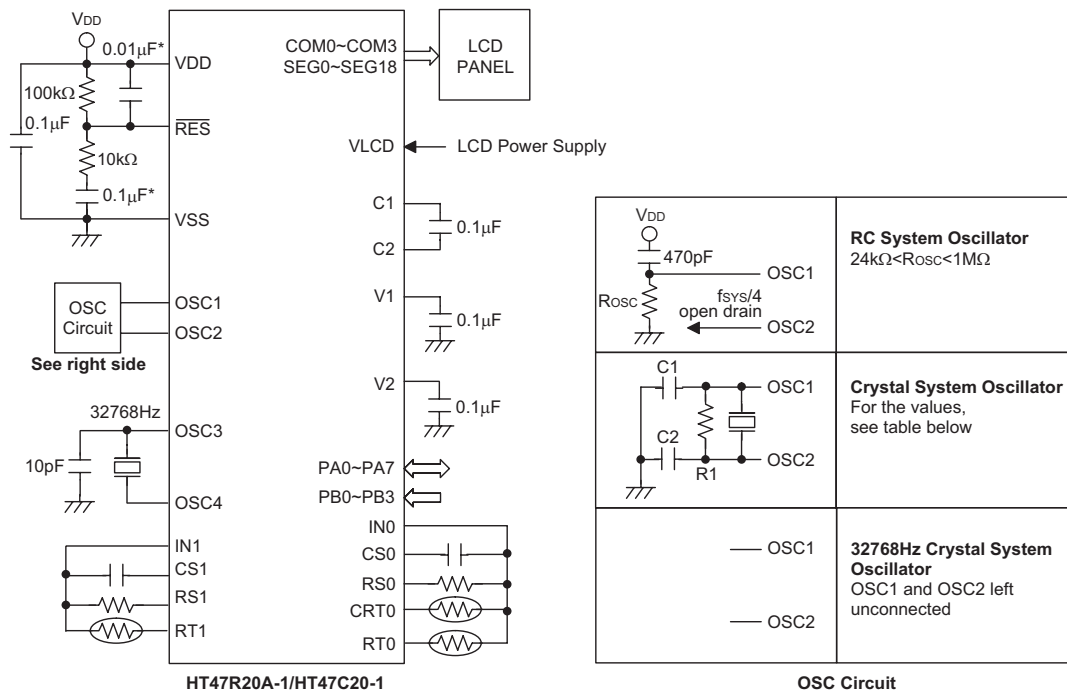 VDD
0.01μF*
VDD
100kΩ
0.1μF
RES
10kΩ
0.1μF*
VSS
OSC
Circuit
OSC1
OSC2
See right side
32768Hz
OSC3
10pF
OSC4
IN1
CS1
RS1
RT1
COM0~COM3
SEG0~SEG18
LCD
PANEL
VLCD
LCD Power Supply
C1
0.1μF
C2
V1
0.1μF
V2
0.1μF
PA0~PA7
PB0~PB3
IN0
CS0
RS0
CRT0
RT0
HT47R20A-1/HT47C20-1
VDD
470pF
OSC1
ROSC
fSYS/4
open drain
OSC2
RC System Oscillator
24kΩ<ROSC<1MΩ
C1
OSC1
C2
R1
OSC2
Crystal System Oscillator
For the values,
see table below
OSC1
OSC2
32768Hz Crystal System
Oscillator
OSC1 and OSC2 left
unconnected
OSC Circuit